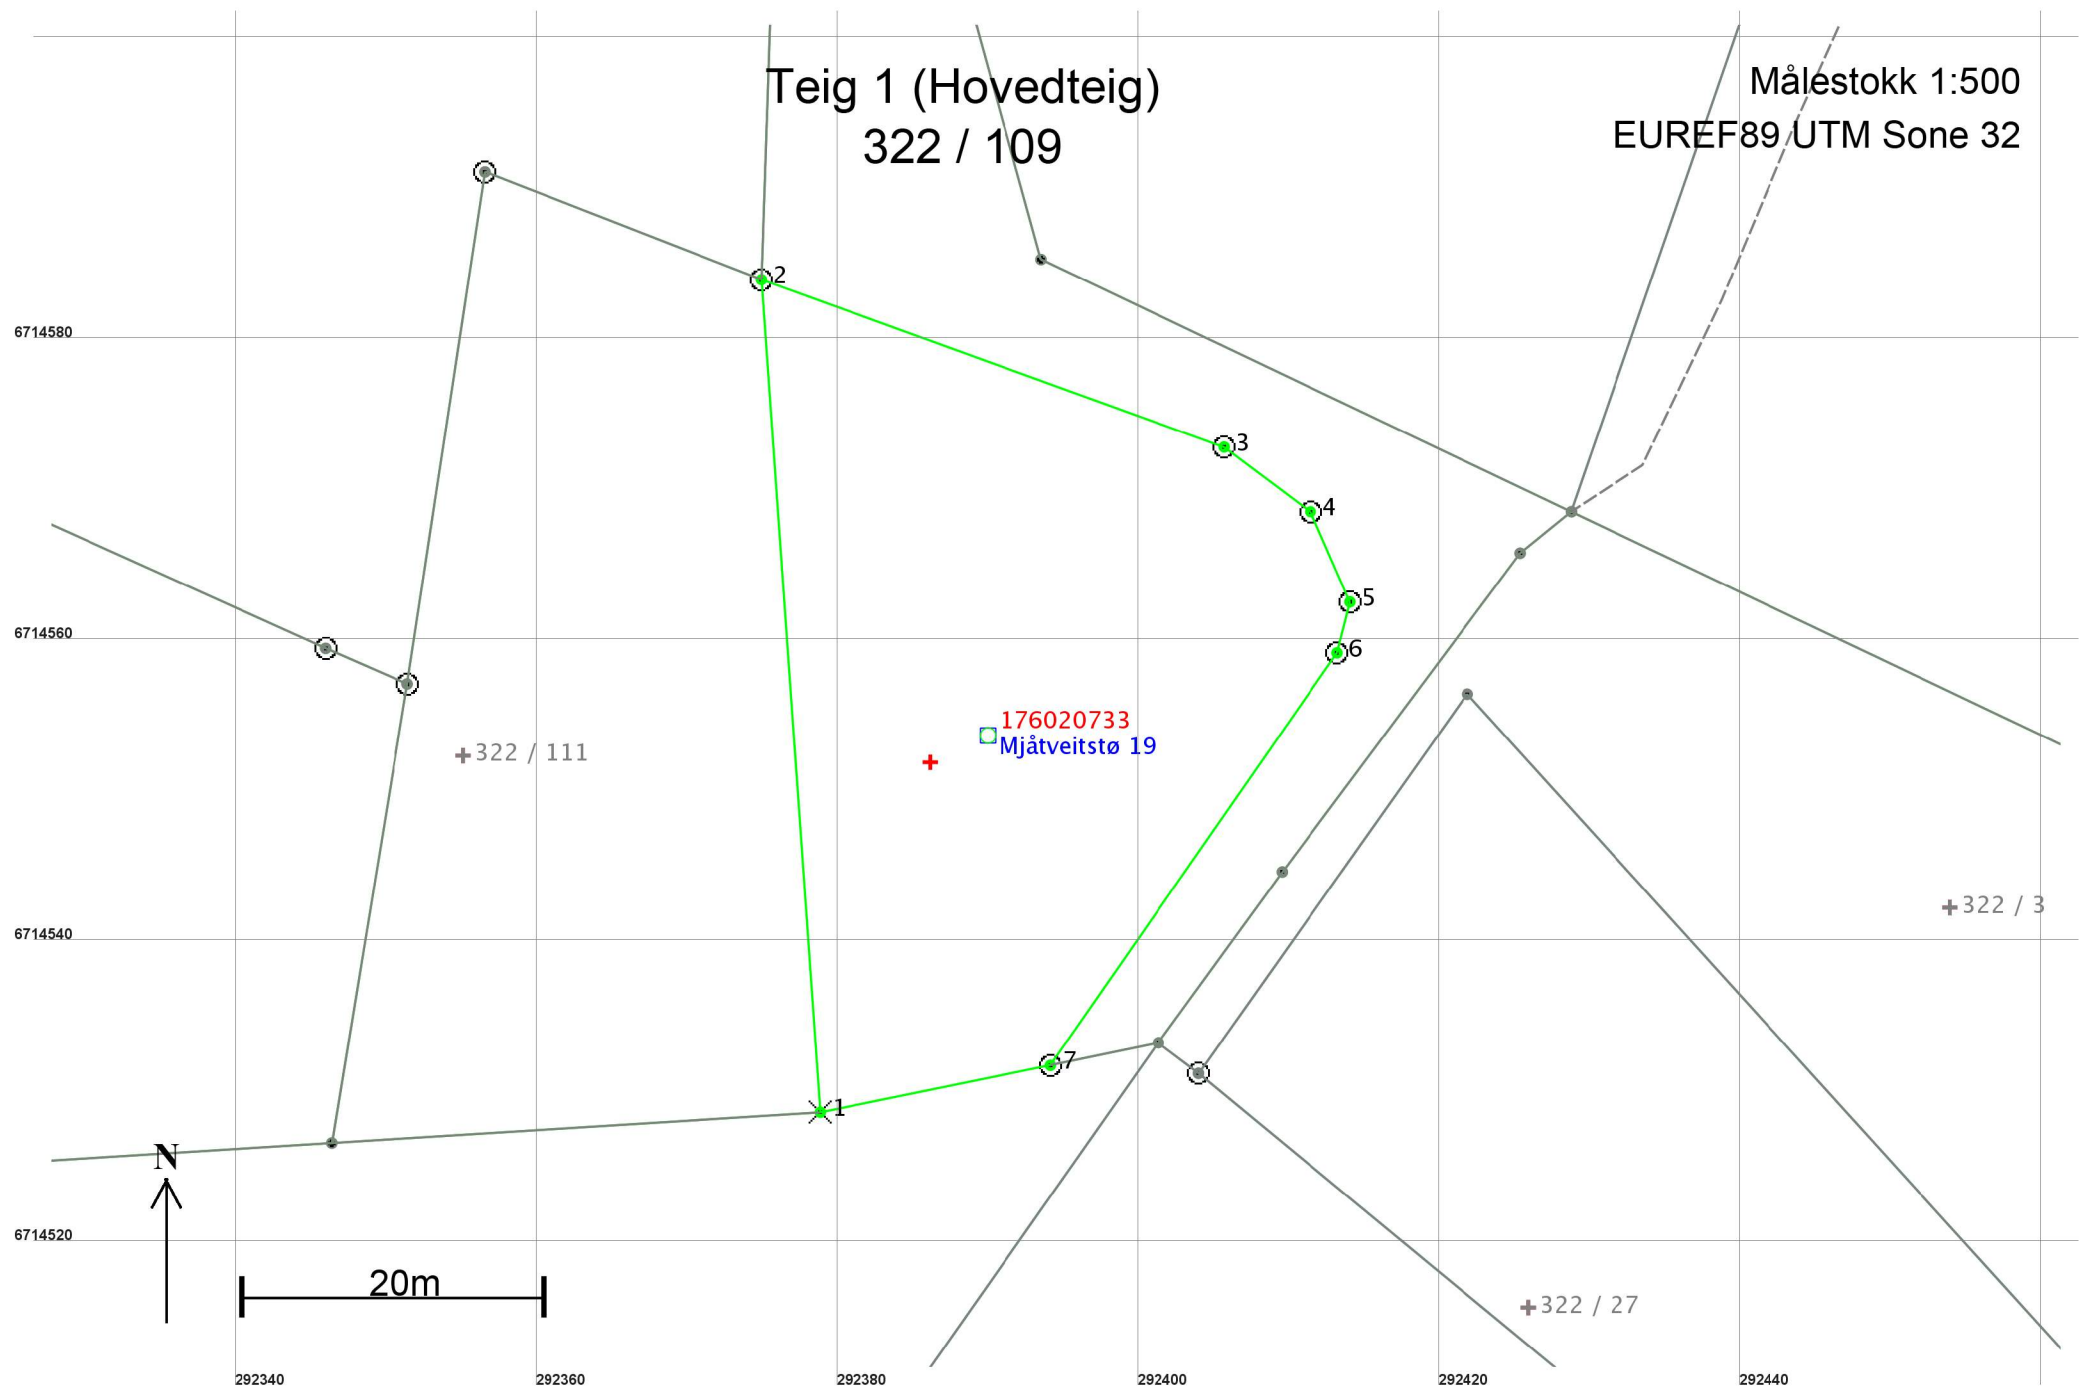 Teig 1 (Hovedteig)
322 / 109
Målestokk 1:500
EUREF89 UTM Sone 32
2
6714580
3
4
5
6714560
6
176020733
Mjåtveitstø 19
322 / 111
322 / 3
6714540
7
1
N
6714520
20m
322 / 27
292340
292360
292380
292400
292420
292440